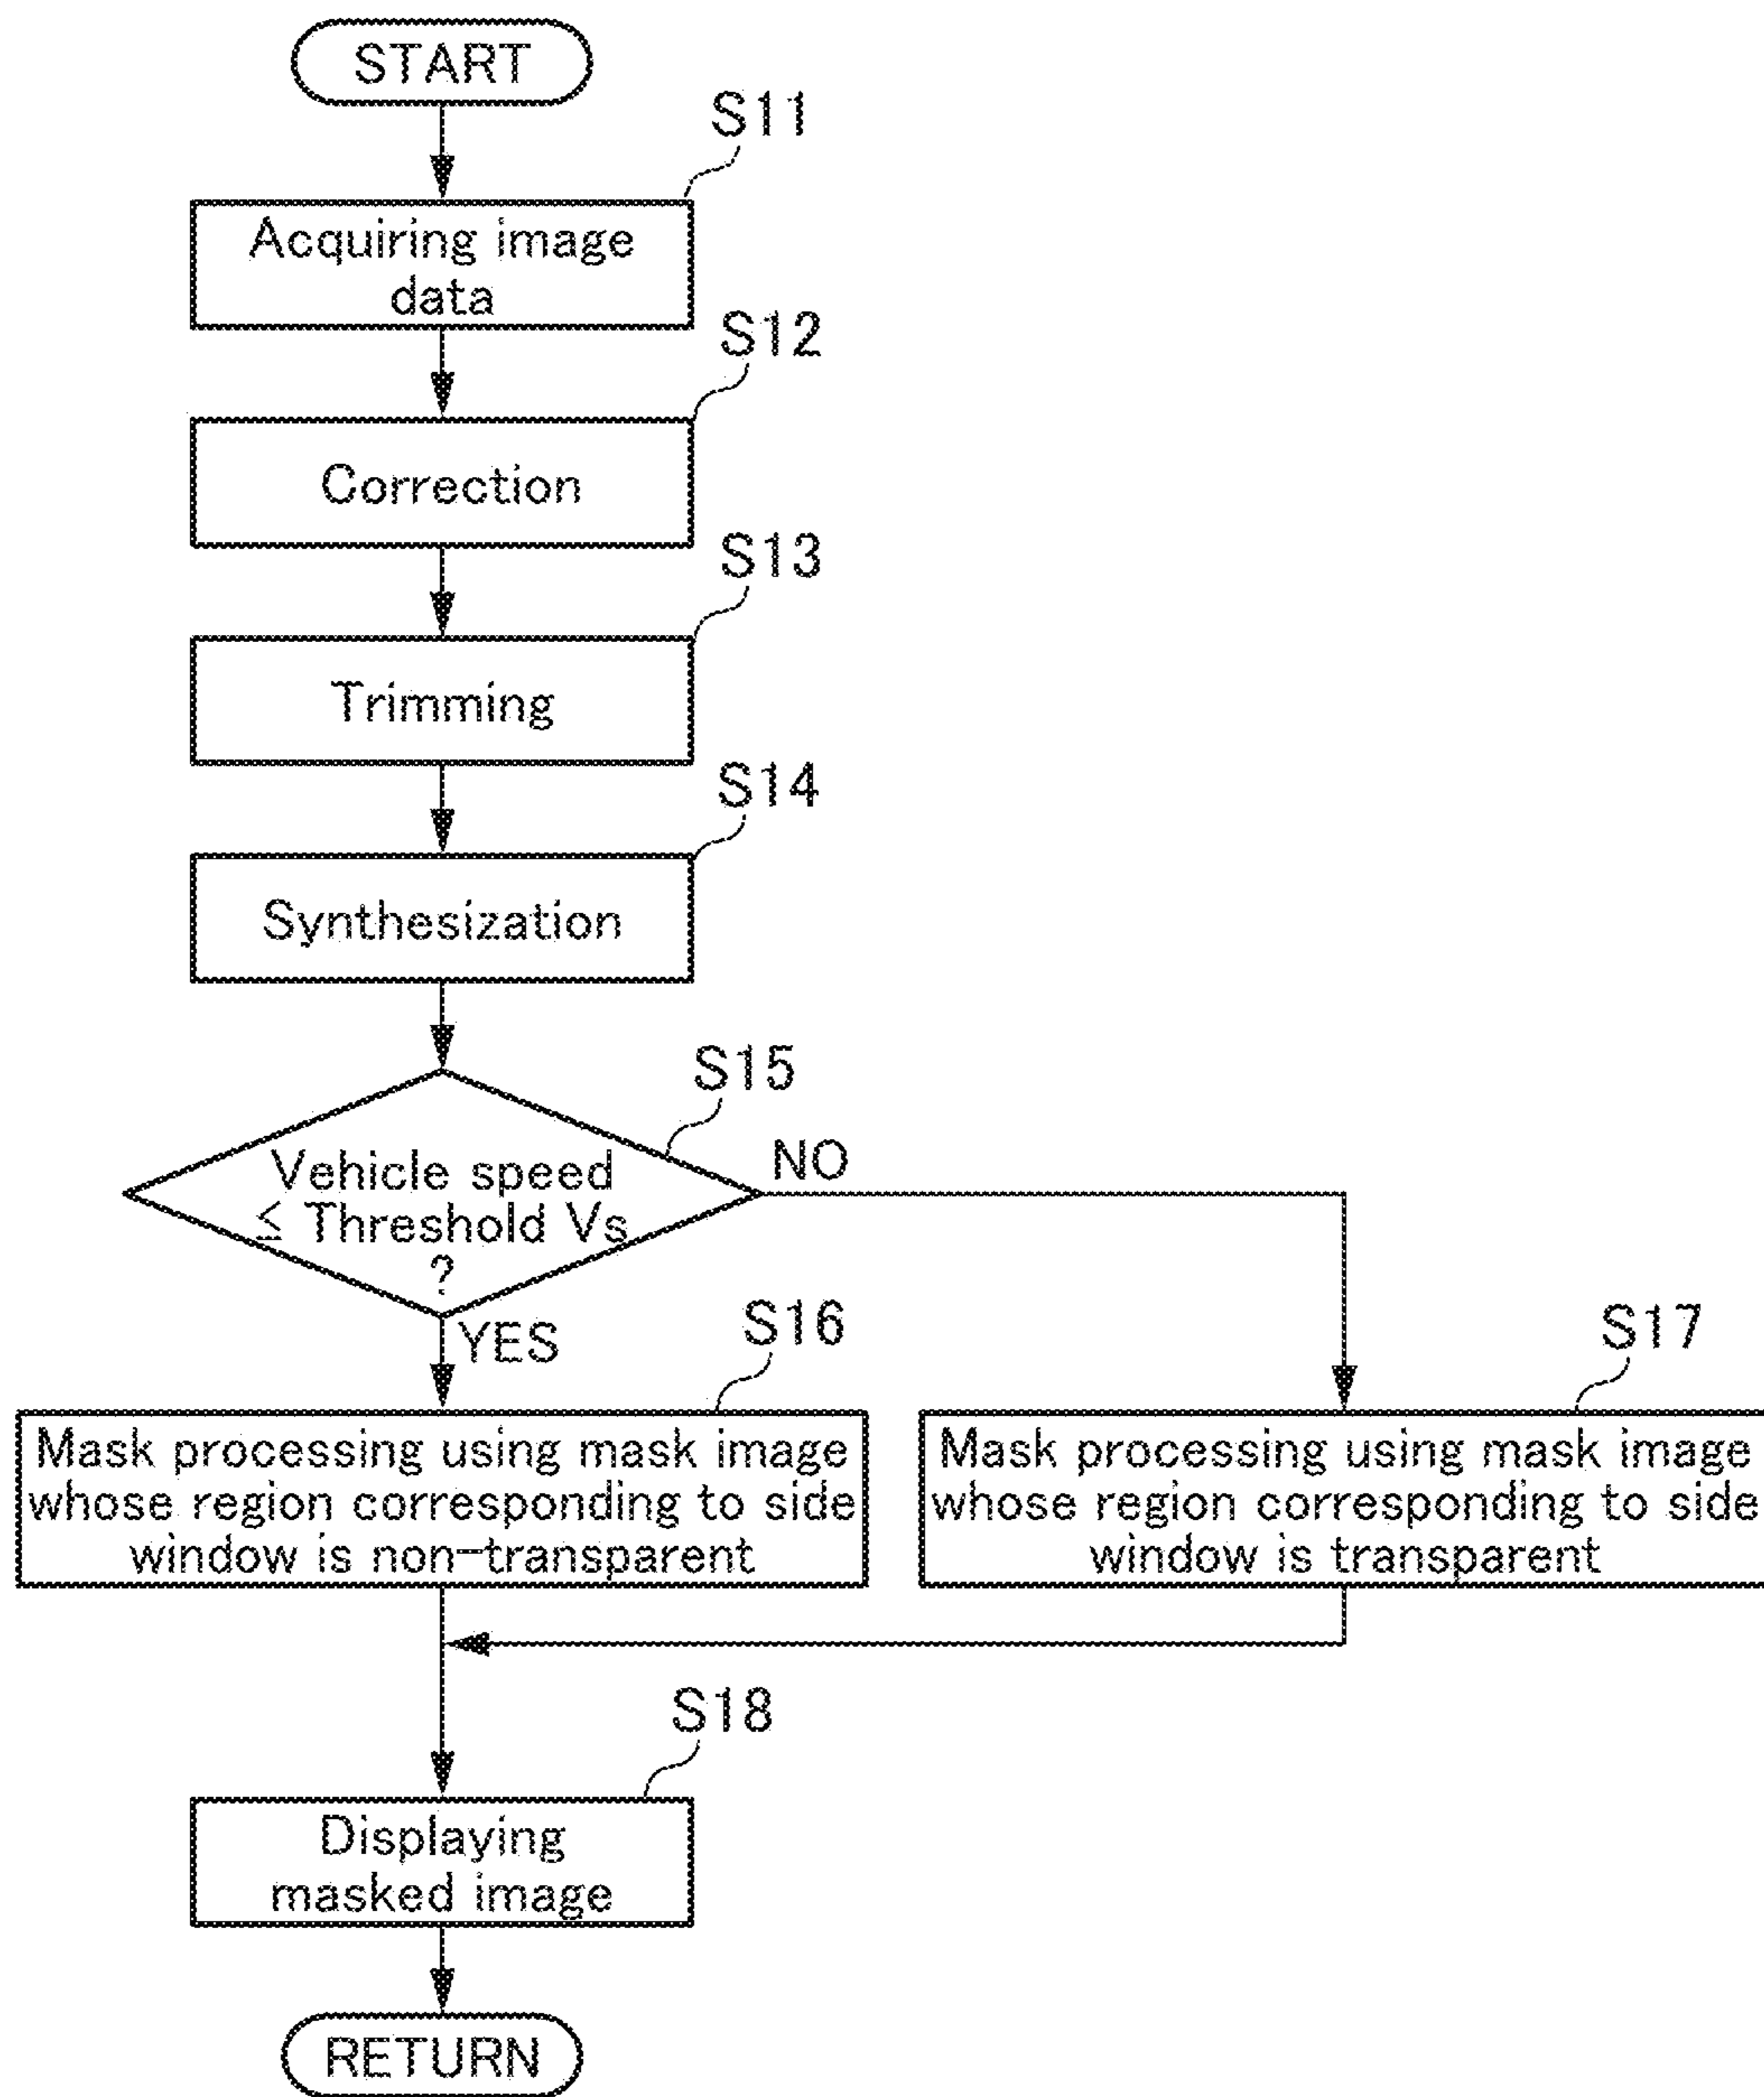 START
S11
Acquiring image
data
S12
Correction
S13
Trimming
S14
Synthesization
S15
Vehicle speed
≤ Threshold Vs
?
NO
YES
S16
Mask processing using mask image
whose region corresponding to side
window is non-transparent
S17
Mask processing using mask image
whose region corresponding to side
window is transparent
S18
Displaying
masked image
RETURN